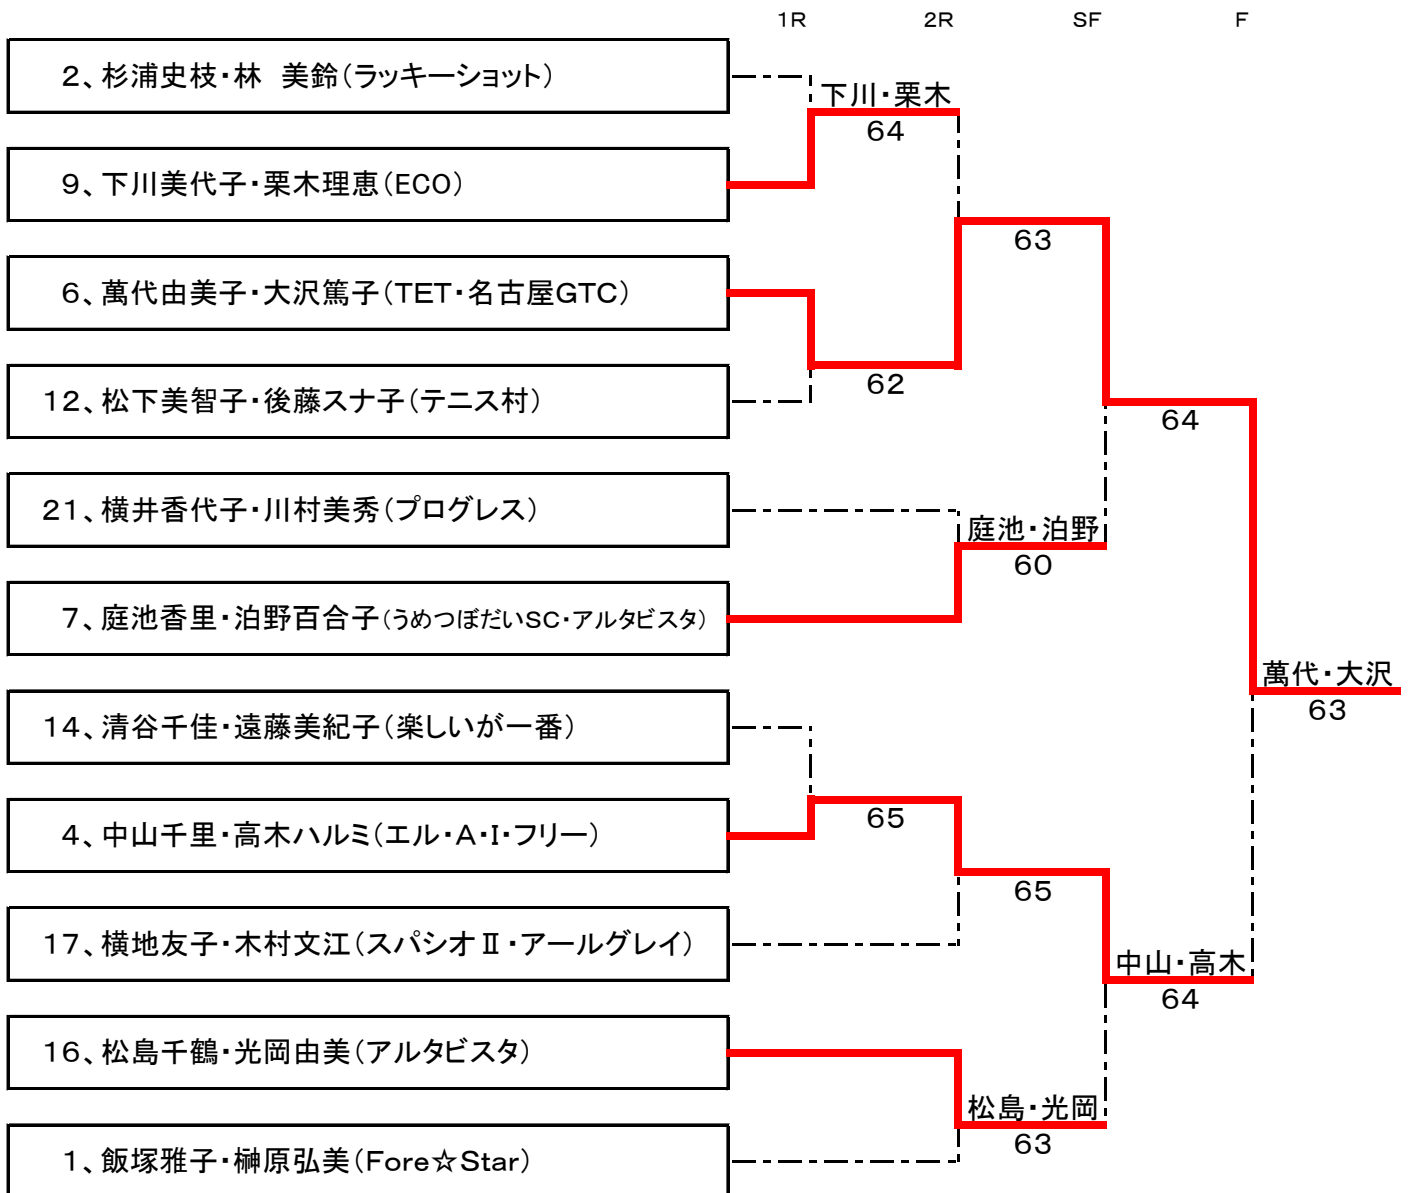 1R 2R SF F
2、杉浦史枝・林　美鈴(ラッキーショット)
下川・栗木
64
9、下川美代子・栗木理恵(ECO)
63
6、萬代由美子・大沢篤子(TET・名古屋GTC)
62
12、松下美智子・後藤スナ子(テニス村)
64
21、横井香代子・川村美秀(プログレス)
庭池・泊野
60
7、庭池香里・泊野百合子(うめつぼだいSC・アルタビスタ)
萬代・大沢
63
14、清谷千佳・遠藤美紀子(楽しいが一番)
65
4、中山千里・高木ハルミ(エル・A・I・フリー)
65
17、横地友子・木村文江(スパシオⅡ・アールグレイ)
中山・高木
64
16、松島千鶴・光岡由美(アルタビスタ)
松島・光岡
63
1、飯塚雅子・榊原弘美(Fore☆Star)